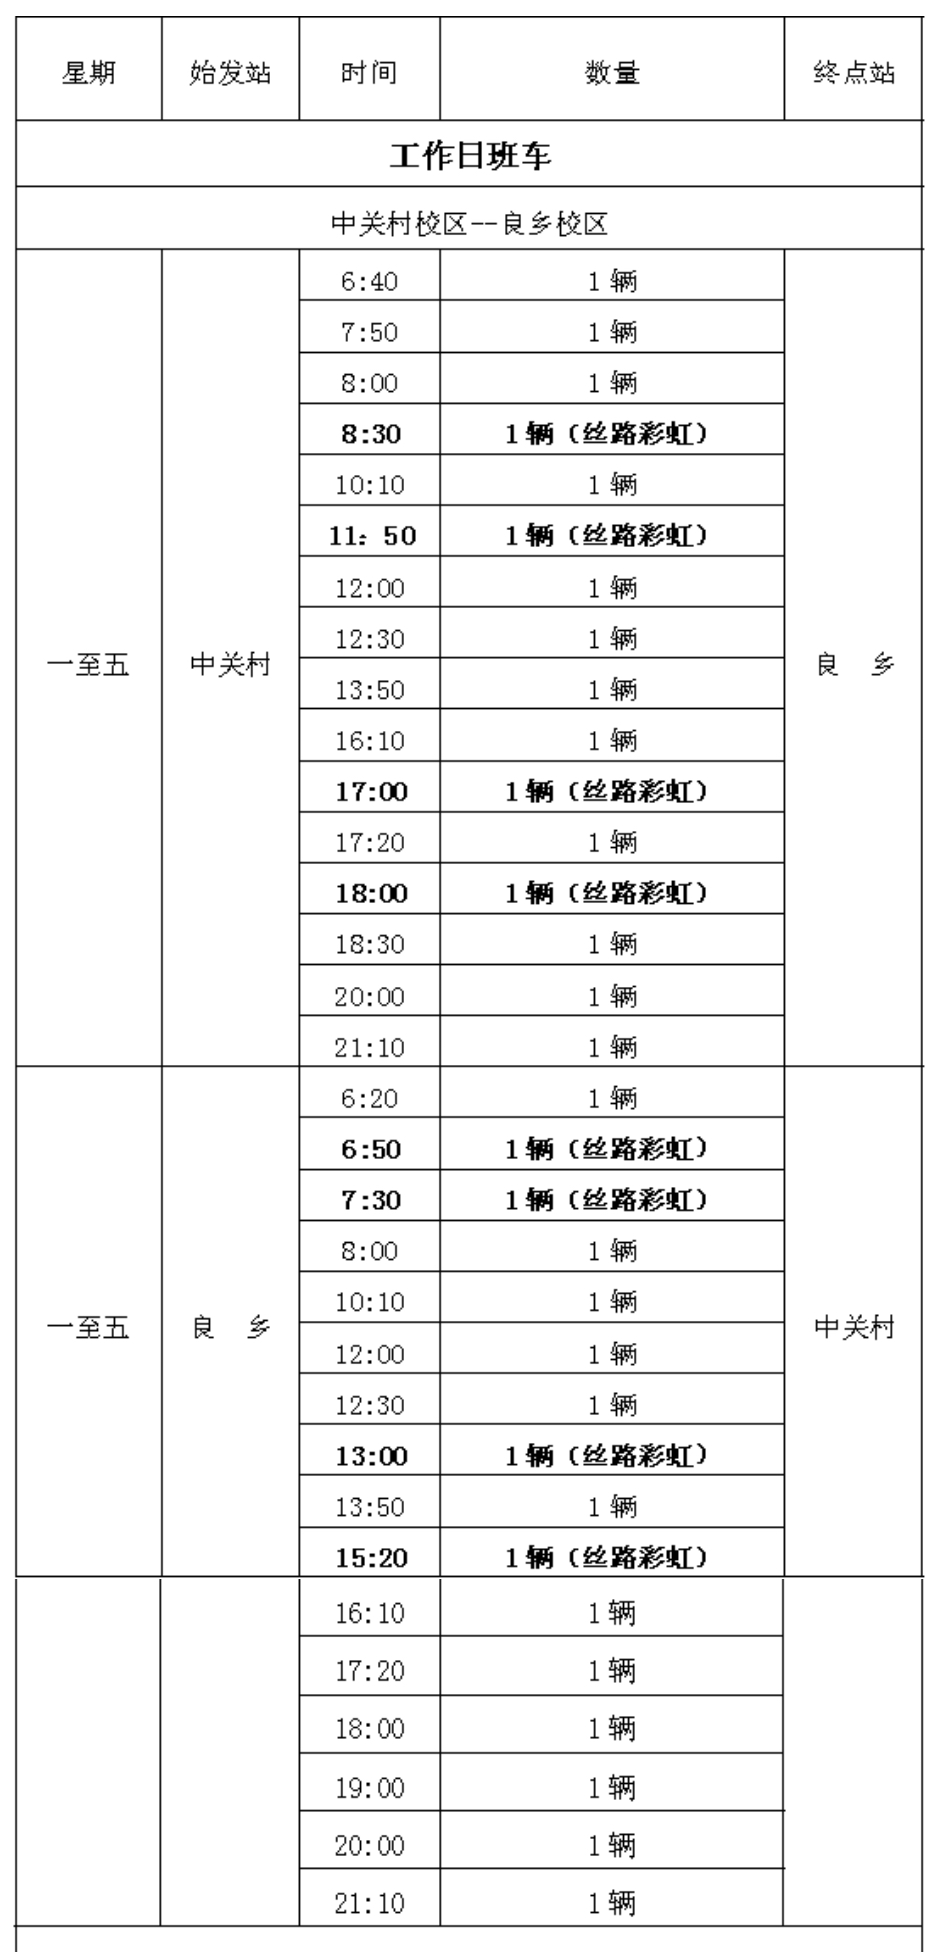 星期 始发站 时间 数量 终点站
工作日班车
中关村校区--良乡校区
6:40 1辆
7:50 1辆
8:00 1辆
8:30 1辆（丝路彩虹）
10:10 1辆
11：50 1辆（丝路彩虹）
12:00 1辆
12:30 1辆
一至五 中关村 良 乡
13:50 1辆
16:10 1辆
17:00 1辆（丝路彩虹）
17:20 1辆
18:00 1辆（丝路彩虹）
18:30 1辆
20:00 1辆
21:10 1辆
6:20 1辆
6:50 1辆（丝路彩虹）
7:30 1辆（丝路彩虹）
8:00 1辆
10:10 1辆
一至五 良 乡 中关村
12:00 1辆
12:30 1辆
13:00 1辆（丝路彩虹）
13:50 1辆
15:20 1辆（丝路彩虹）
16:10 1辆
17:20 1辆
18:00 1辆
19:00 1辆
20:00 1辆
21:10 1辆